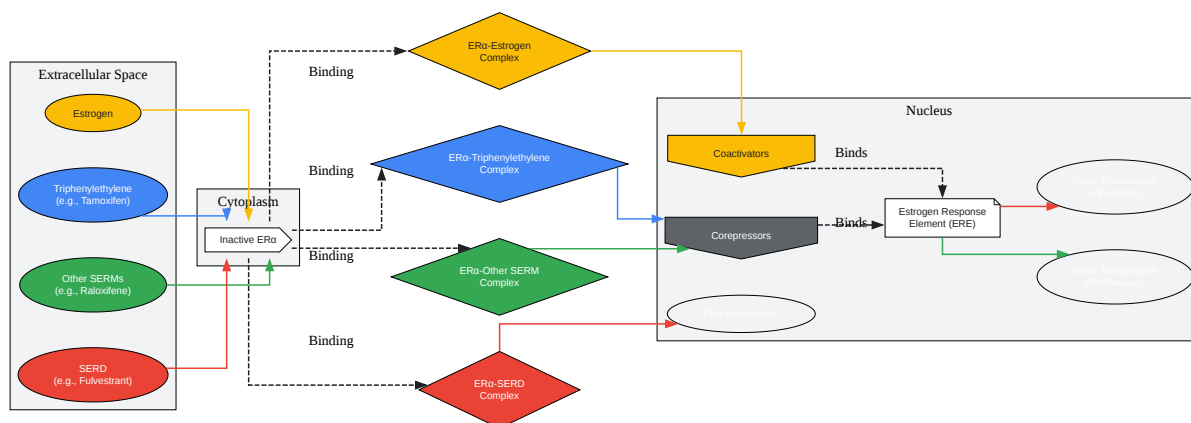 Extracellular Space
Estrogen
Triphenylethylene
(e.g., Tamoxifen)
Other SERMs
(e.g., Raloxifene)
SERD
(e.g., Fulvestrant)
Cytoplasm
Inactive ERα
Binding
Binding
Binding
Binding
ERα-Estrogen
Complex
ERα-Triphenylethylene
Complex
ERα-Other SERM
Complex
ERα-SERD
Complex
Nucleus
Coactivators
Corepressors
ERα Degradation
Binds
Binds
Estrogen Response
Element (ERE)
Gene Transcription
(Apoptosis)
Gene Transcription
(Proliferation)